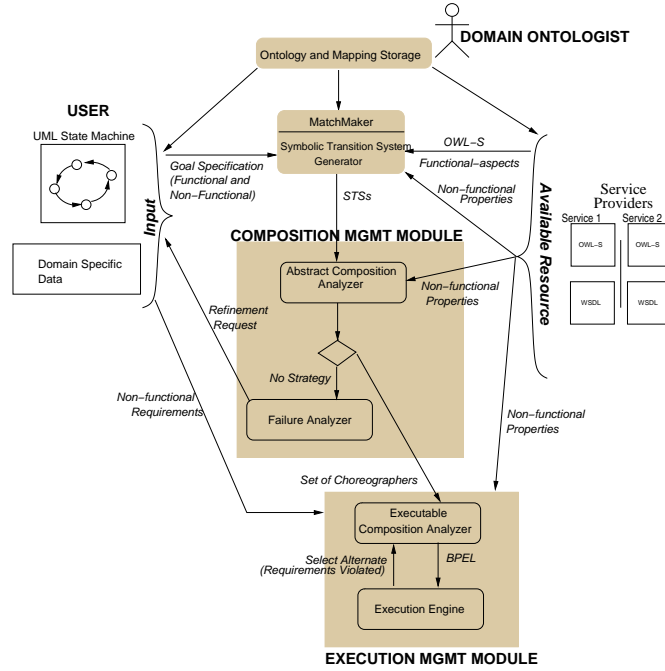 DOMAIN ONTOLOGIST
Ontology and Mapping Storage
USER
UML State Machine
MatchMaker
Symbolic Transition System
Generator
OWL−S
Functional−aspects
Goal Specification
(Functional and
Non−Functional)
Non−functional
Properties
STSs
Input
Available Resource
Service
Providers
Service 1
Service 2
OWL−S
OWL−S
WSDL
WSDL
COMPOSITION MGMT MODULE
Domain Specific
Data
Abstract Composition
Analyzer
Non−functional
Properties
Refinement
Request
No Strategy
Non−functional
Requirements
Failure Analyzer
Non−functional
Properties
Set of Choreographers
Executable
Composition Analyzer
Select Alternate
(Requirements Violated)
BPEL
Execution Engine
EXECUTION MGMT MODULE